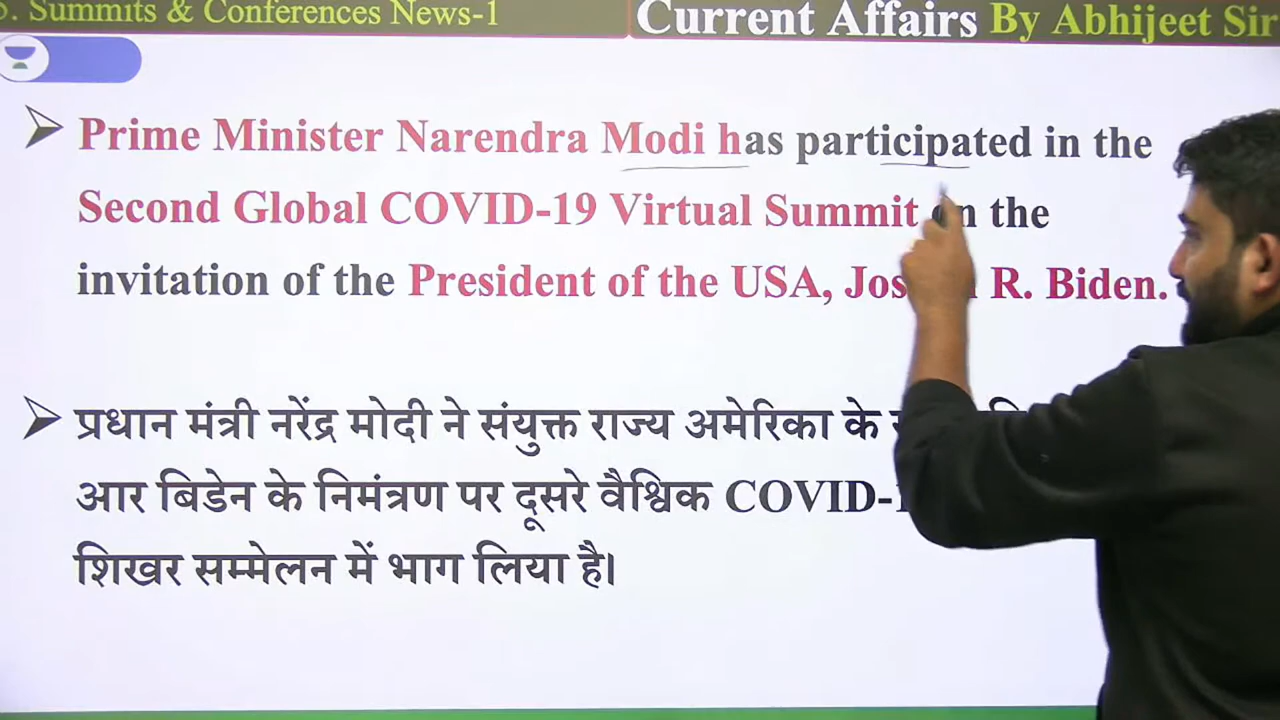 5. Summits & Conferences News-1
Current Affairs By Abhijeet Sir
Prime Minister Narendra Modi has participated in the
Second Global COVID-19 Virtual Summit on the
invitation of the President of the USA, R. Biden.
प्रधान मंत्री नरेंद्र मोदी ने संयुक्त राज्य अमेरिका के
आर बिडेन के निमंत्रण पर दूसरे वैश्विक COVID-
शिखर सम्मेलन में भाग लिया है।